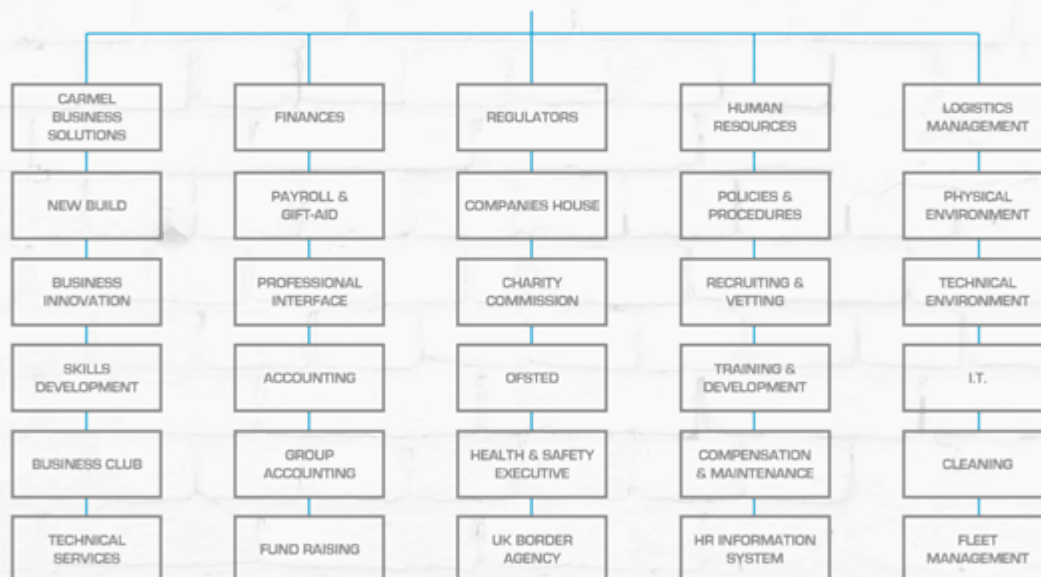 CARMEL
BUSINESS
SOLUTIONS
NEW BUILD
BUSINESS
INNOVATION
SKILLS
DEVELOPMENT
BUSINESS CLUB
TECHNICAL
SERVICES
FINANCES
PAYROLL &
GIFT-AID
PROFESSIONAL
INTERFACE
ACCOUNTING
GROUP
ACCOUNTING
FUND RAISING
REGULATORS
COMPANIES HOUSE
CHARITY
COMMISSION
OFSTED
HEALTH & SAFETY
EXECUTIVE
UK BORDER
AGENCY
HUMAN
RESOURCES
POLICIES &
PROCEDURES
RECRUITING &
VETTING
TRAINING &
DEVELOPMENT
COMPENSATION
& MAINTENANCE
HR INFORMATION
SYSTEM
LOGISTICS
MANAGEMENT
PHYSICAL
ENVIRONMENT
TECHNICAL
ENVIRONMENT
I.T.
CLEANING
FLEET
MANAGEMENT